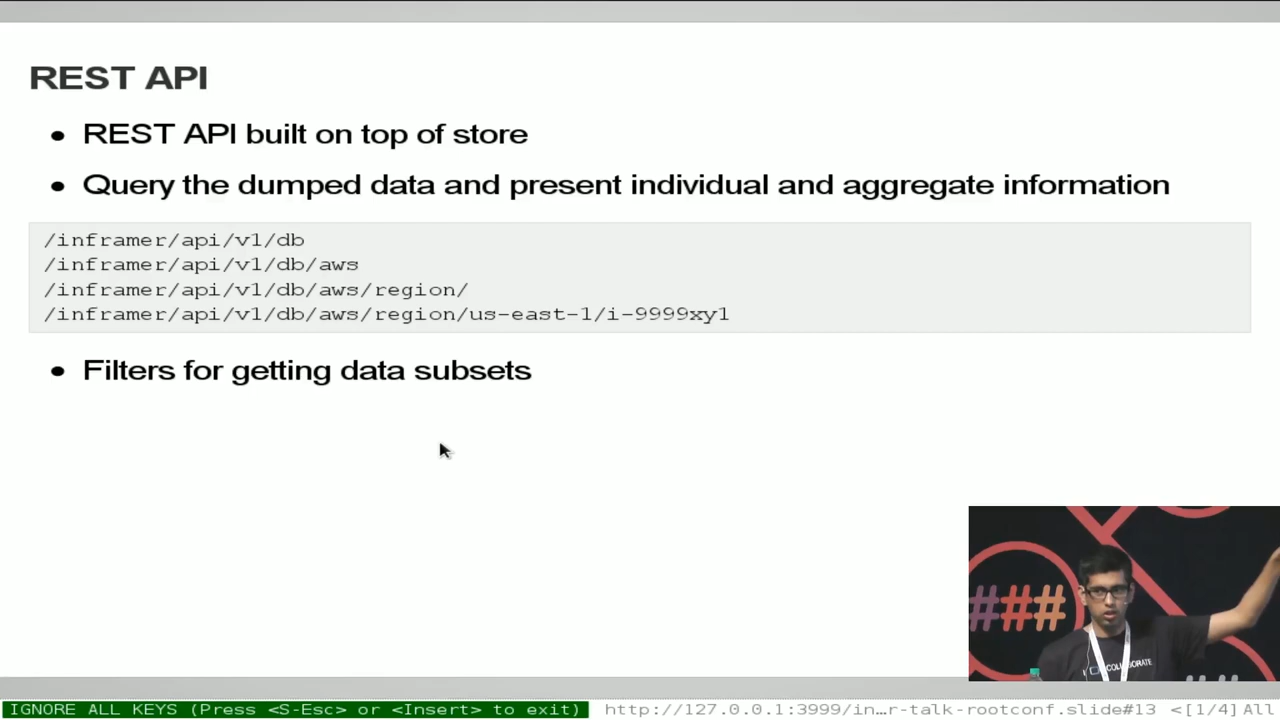 REST API
• REST API built on top of store
• Query the dumped data and present individual and aggregate information
/inframer/api/v1/db
/inframer/api/v1/db/aws
/inframer/api/v1/db/aws/region/
/inframer/api/v1/db/aws/region/us-east-1/i-9999xy1
• Filters for getting data subsets
###
COLLABORATE
##
IGNORE ALL KEYS (Press <S-Esc> or <Insert> to exit) http://127.0.0.1:3999/in…r-talk-rootconf.slide#13 <[1/4]All